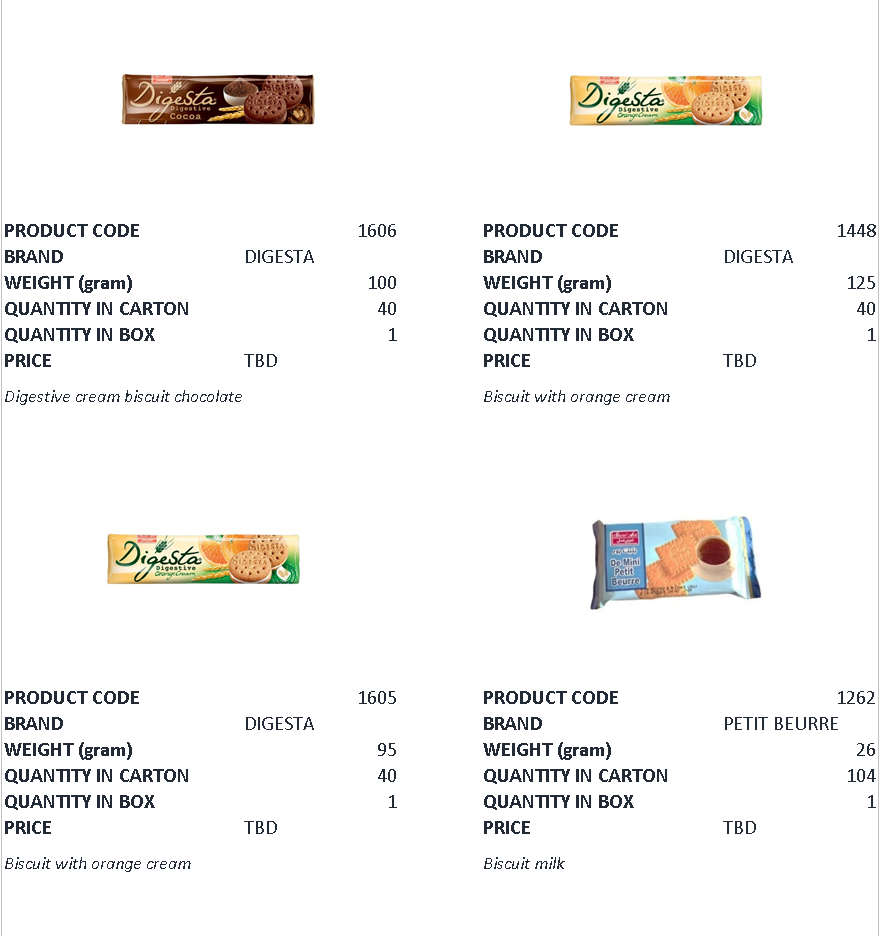 Digesta
Digestive
Cocoa
Digesta
Digestive
Orange Cream
PRODUCT CODE 1606
BRAND DIGESTA
WEIGHT (gram) 100
QUANTITY IN CARTON 40
QUANTITY IN BOX 1
PRICE TBD
Digestive cream biscuit chocolate
PRODUCT CODE 1448
BRAND DIGESTA
WEIGHT (gram) 125
QUANTITY IN CARTON 40
QUANTITY IN BOX 1
PRICE TBD
Biscuit with orange cream
Digesta
Digestive
Orange Cream
De Mini
Petit
Beurre
PRODUCT CODE 1605
BRAND DIGESTA
WEIGHT (gram) 95
QUANTITY IN CARTON 40
QUANTITY IN BOX 1
PRICE TBD
Biscuit with orange cream
PRODUCT CODE 1262
BRAND PETIT BEURRE
WEIGHT (gram) 26
QUANTITY IN CARTON 104
QUANTITY IN BOX 1
PRICE TBD
Biscuit milk